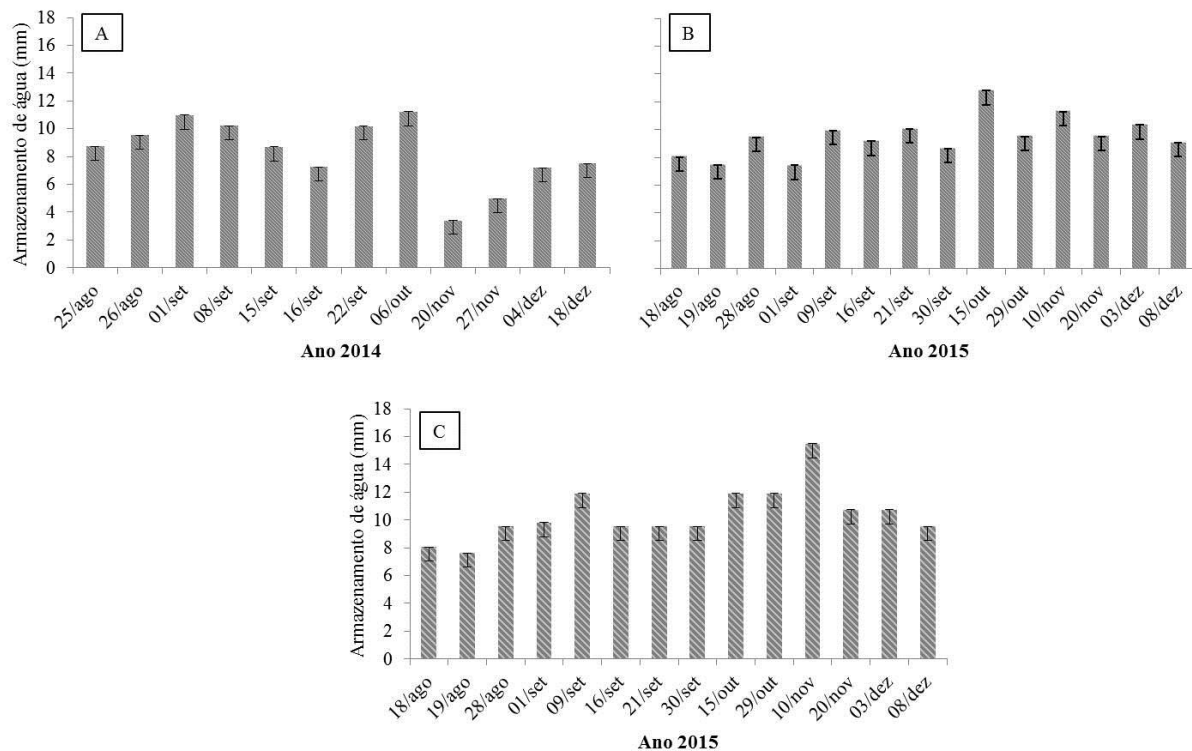 A
Armazenamento de água (mm)
18
16
14
12
10
8
6
4
2
0
25/ago
26/ago
01/set
08/set
15/set
16/set
22/set
06/out
20/nov
27/nov
04/dez
18/dez
Ano 2014
B
18/ago
19/ago
28/ago
01/set
09/set
16/set
21/set
30/set
15/out
29/out
10/nov
20/nov
03/dez
08/dez
Ano 2015
C
Armazenamento de água (mm)
18
16
14
12
10
8
6
4
2
0
18/ago
19/ago
28/ago
01/set
09/set
16/set
21/set
30/set
15/out
29/out
10/nov
20/nov
03/dez
08/dez
Ano 2015